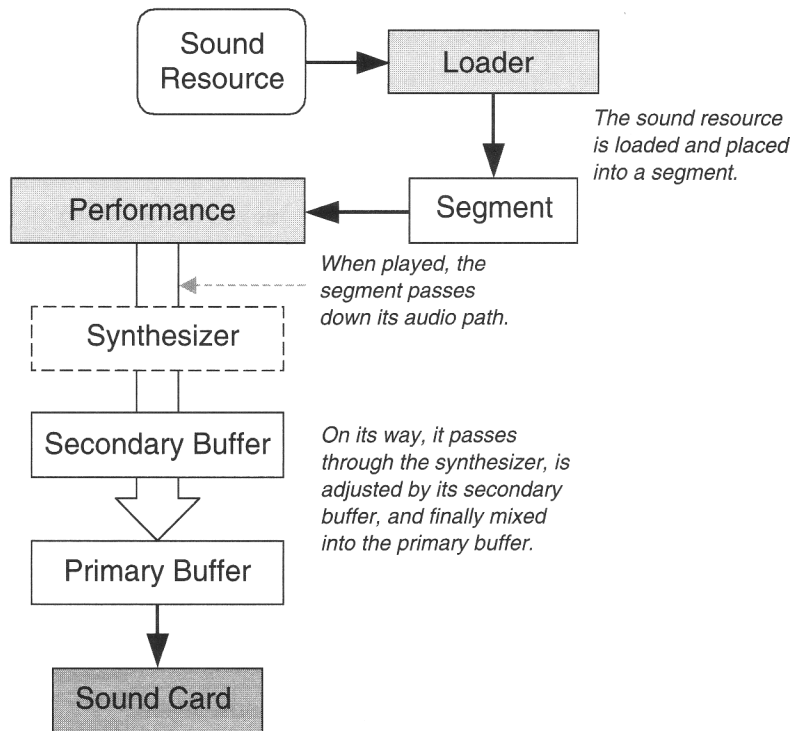 Sound
Resource
Loader
The sound resource
is loaded and placed
into a segment.
Performance
Segment
When played, the
segment passes
down its audio path.
Synthesizer
Secondary Buffer
On its way, it passes
through the synthesizer, is
adjusted by its secondary
buffer, and finally mixed
into the primary buffer.
Primary Buffer
Sound Card